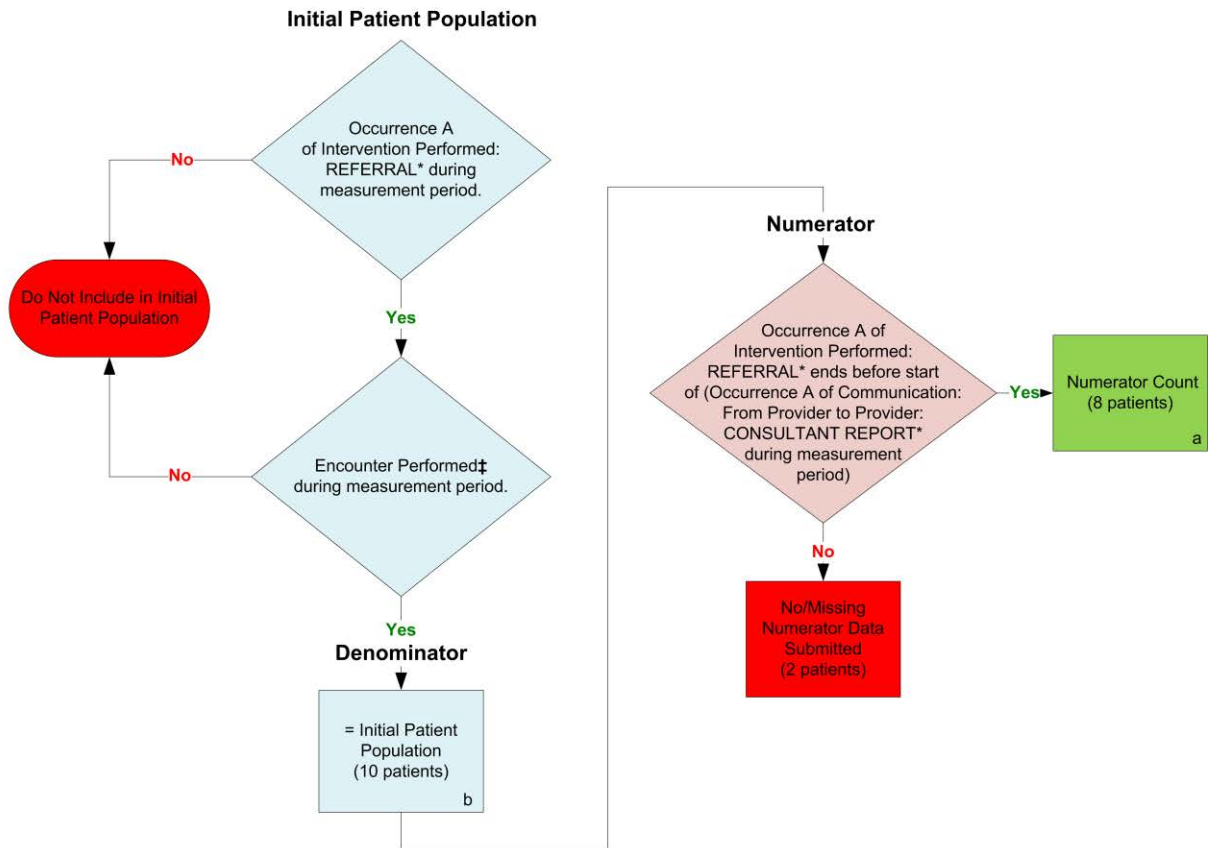 Initial Patient Population
Occurrence A
of Intervention Performed:
REFERRAL* during
measurement period.
No
Do Not Include in Initial
Patient Population
Yes
Encounter Performed‡
during measurement period.
No
Yes
Denominator
= Initial Patient
Population
(10 patients)
b
Numerator
Occurrence A of
Intervention Performed:
REFERRAL* ends before start
of (Occurrence A of Communication:
From Provider to Provider:
CONSULTANT REPORT*
during measurement
period)
Yes
Numerator Count
(8 patients)
a
No
No/Missing
Numerator Data
Submitted
(2 patients)